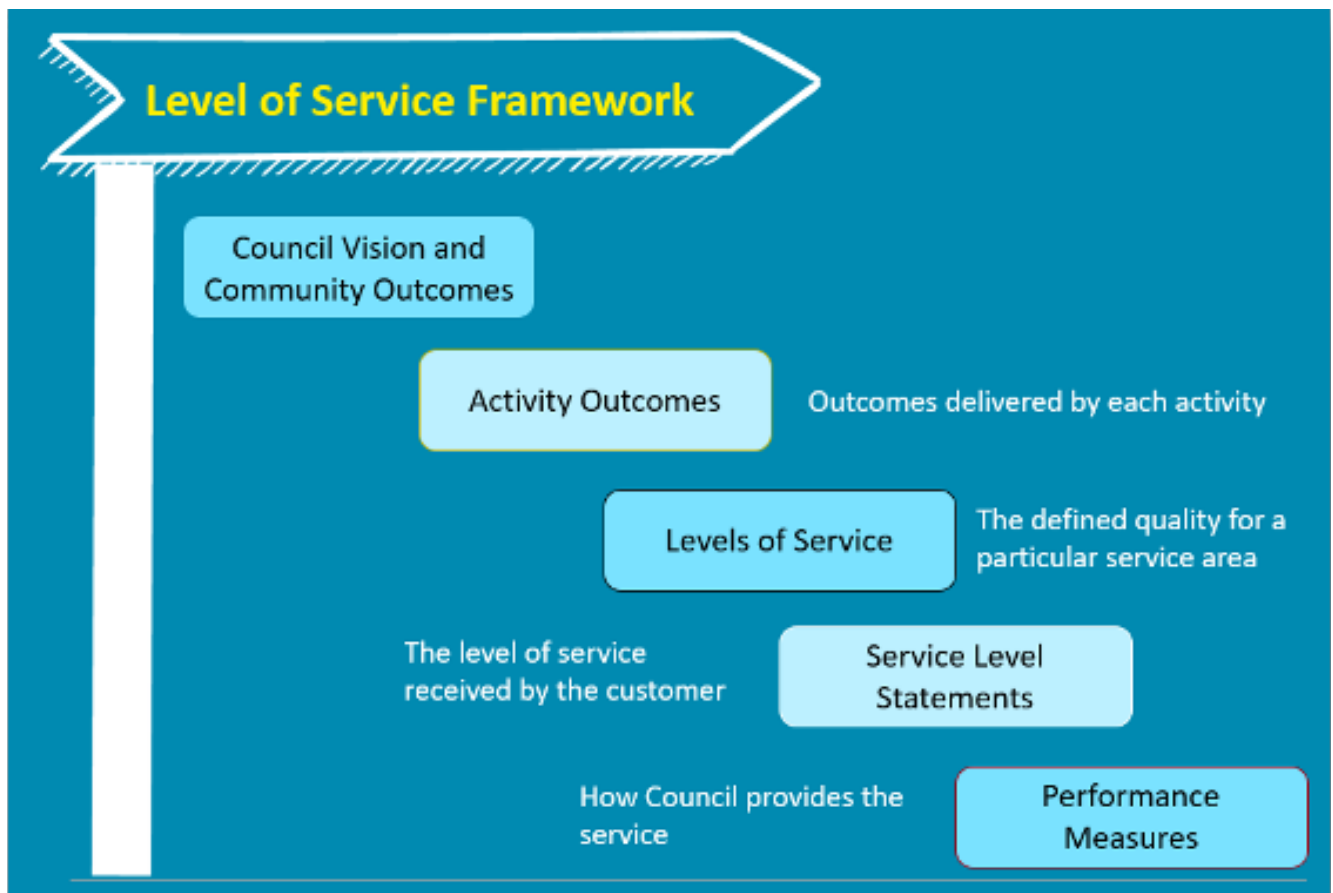 Level of Service Framework
Council Vision and
Community Outcomes
Activity Outcomes
Outcomes delivered by each activity
Levels of Service
The defined quality for a
particular service area
The level of service
received by the customer
Service Level
Statements
How Council provides the
service
Performance
Measures